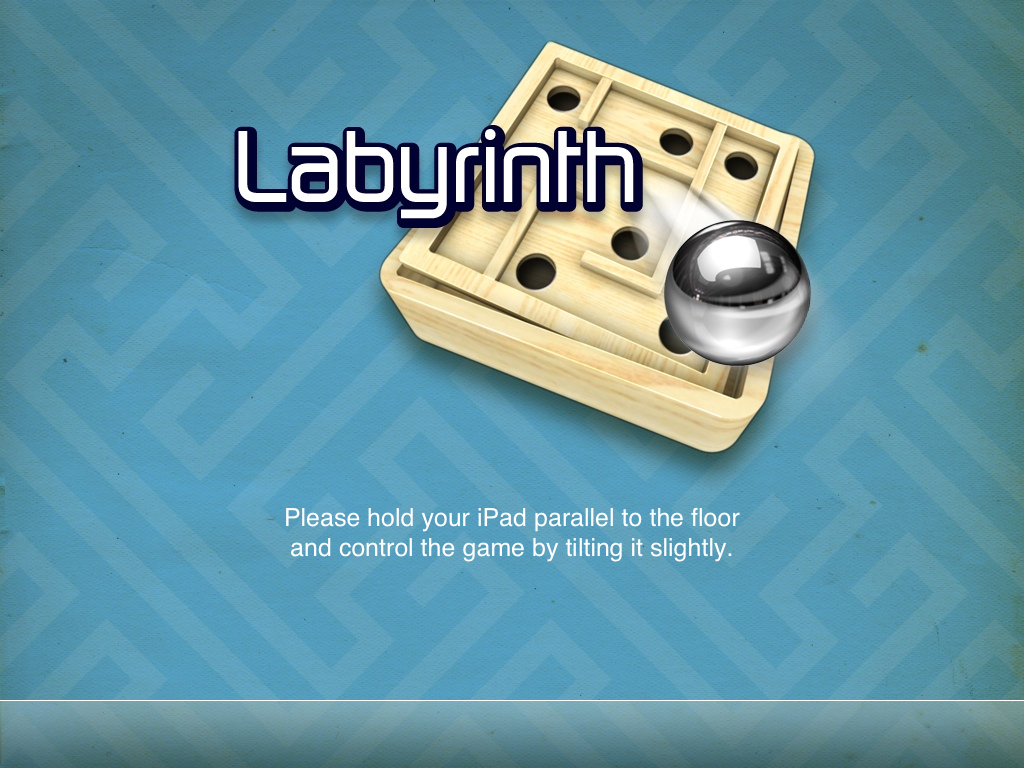 Labyrinth
Please hold your iPad parallel to the floor
and control the game by tilting it slightly.